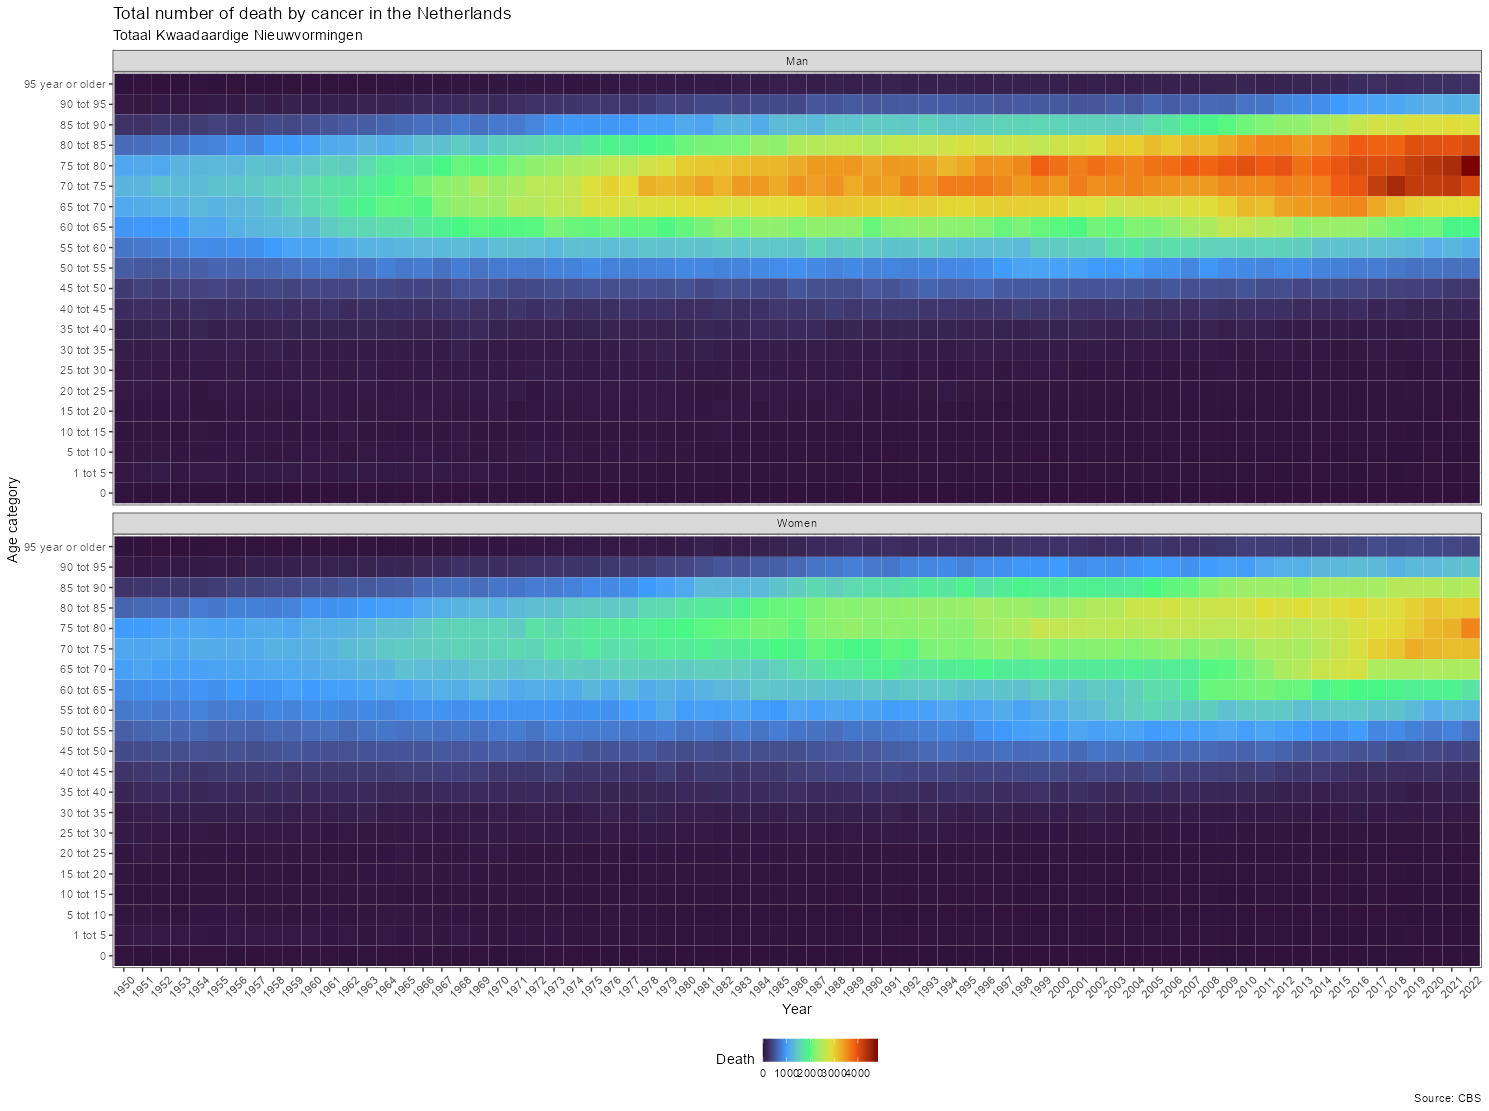 Total number of death by cancer in the Netherlands
Totaal Kwaadaardige Nieuwvormingen
Man
95 year or older
90 tot 95
85 tot 90
80 tot 85
75 tot 80
70 tot 75
65 tot 70
60 tot 65
55 tot 60
50 tot 55
45 tot 50
40 tot 45
35 tot 40
30 tot 35
25 tot 30
20 tot 25
15 tot 20
10 tot 15
5 tot 10
1 tot 5
0
Age category
Women
95 year or older
90 tot 95
85 tot 90
80 tot 85
75 tot 80
70 tot 75
65 tot 70
60 tot 65
55 tot 60
50 tot 55
45 tot 50
40 tot 45
35 tot 40
30 tot 35
25 tot 30
20 tot 25
15 tot 20
10 tot 15
5 tot 10
1 tot 5
0
1950 1951 1952 1953 1954 1955 1956 1957 1958 1959 1960 1961 1962 1963 1964 1965 1966 1967 1968 1969 1970 1971 1972 1973 1974 1975 1976 1977 1978 1979 1980 1981 1982 1983 1984 1985 1986 1987 1988 1989 1990 1991 1992 1993 1994 1995 1996 1997 1998 1999 2000 2001 2002 2003 2004 2005 2006 2007 2008 2009 2010 2011 2012 2013 2014 2015 2016 2017 2018 2019 2020 2021 2022
Year
Death
0 1000 2000 3000 4000
Source: CBS